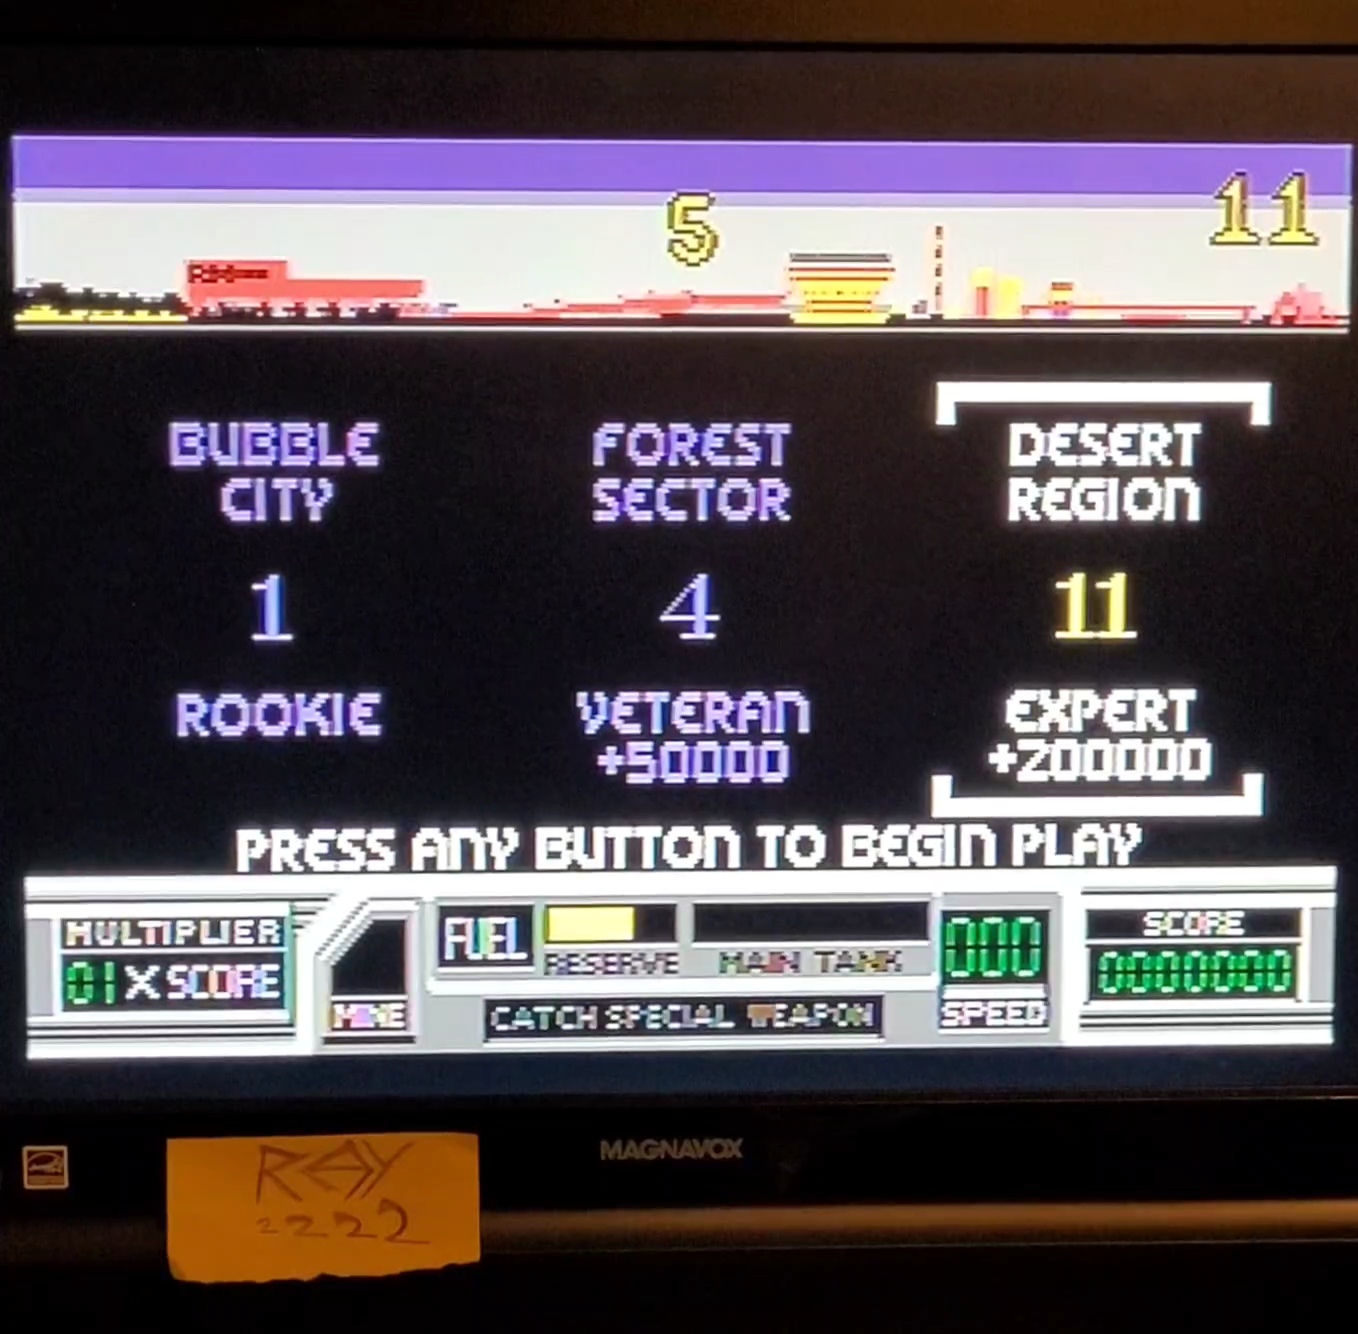 5
11
BUBBLE CITY
FOREST SECTOR
DESERT REGION
1
4
11
ROOKIE
VETERAN +50000
EXPERT +200000
PRESS ANY BUTTON TO BEGIN PLAY
MULTIPLIER
01 X SCORE
MINE
FUEL
RESERVE
MAIN TANK
CATCH SPECIAL WEAPON
000
SPEED
SCORE
0000000
MAGNAVOX
RAY
2222